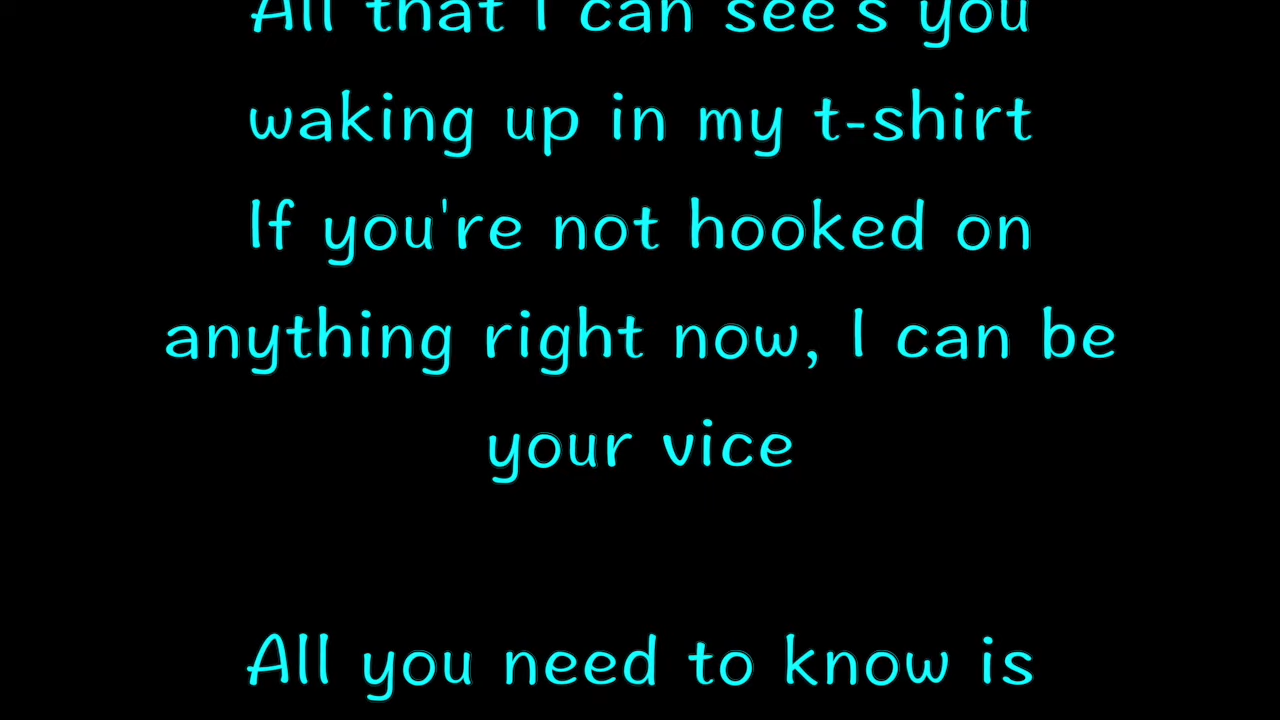 All that I can see's you
waking up in my t-shirt
If you're not hooked on
anything right now, I can be
your vice
All you need to know is